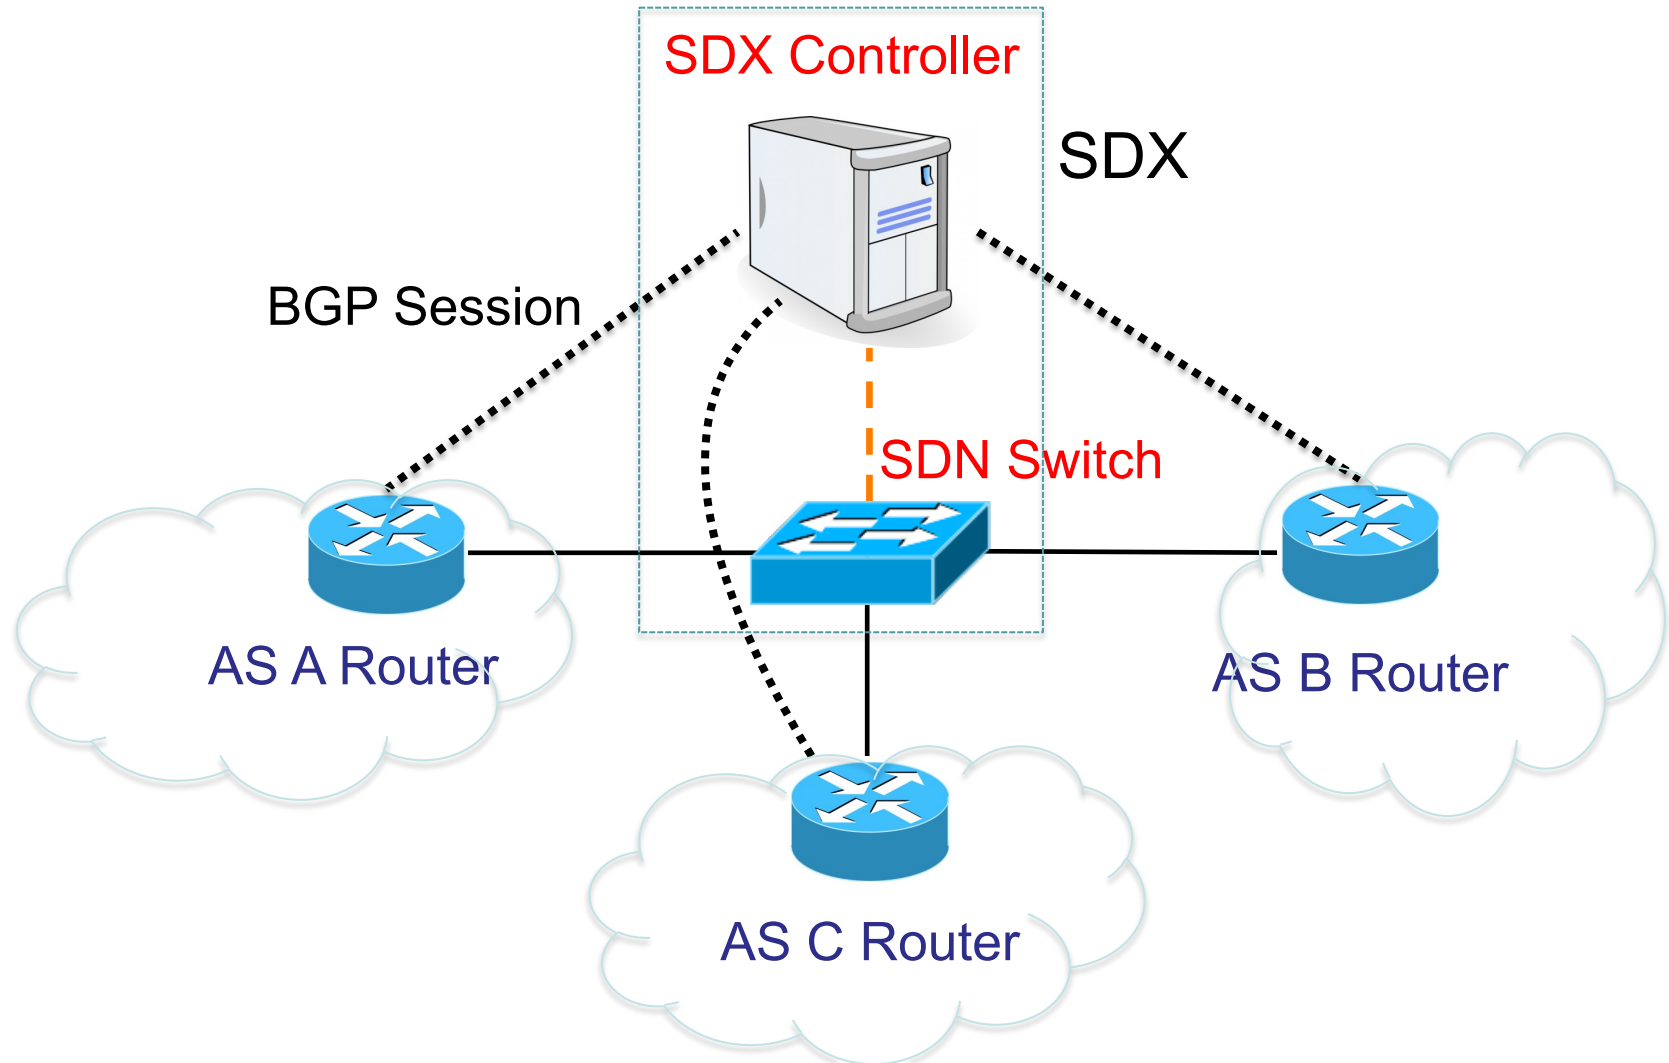 SDX Controller
SDX
BGP Session
SDN Switch
AS A Router
AS B Router
AS C Router